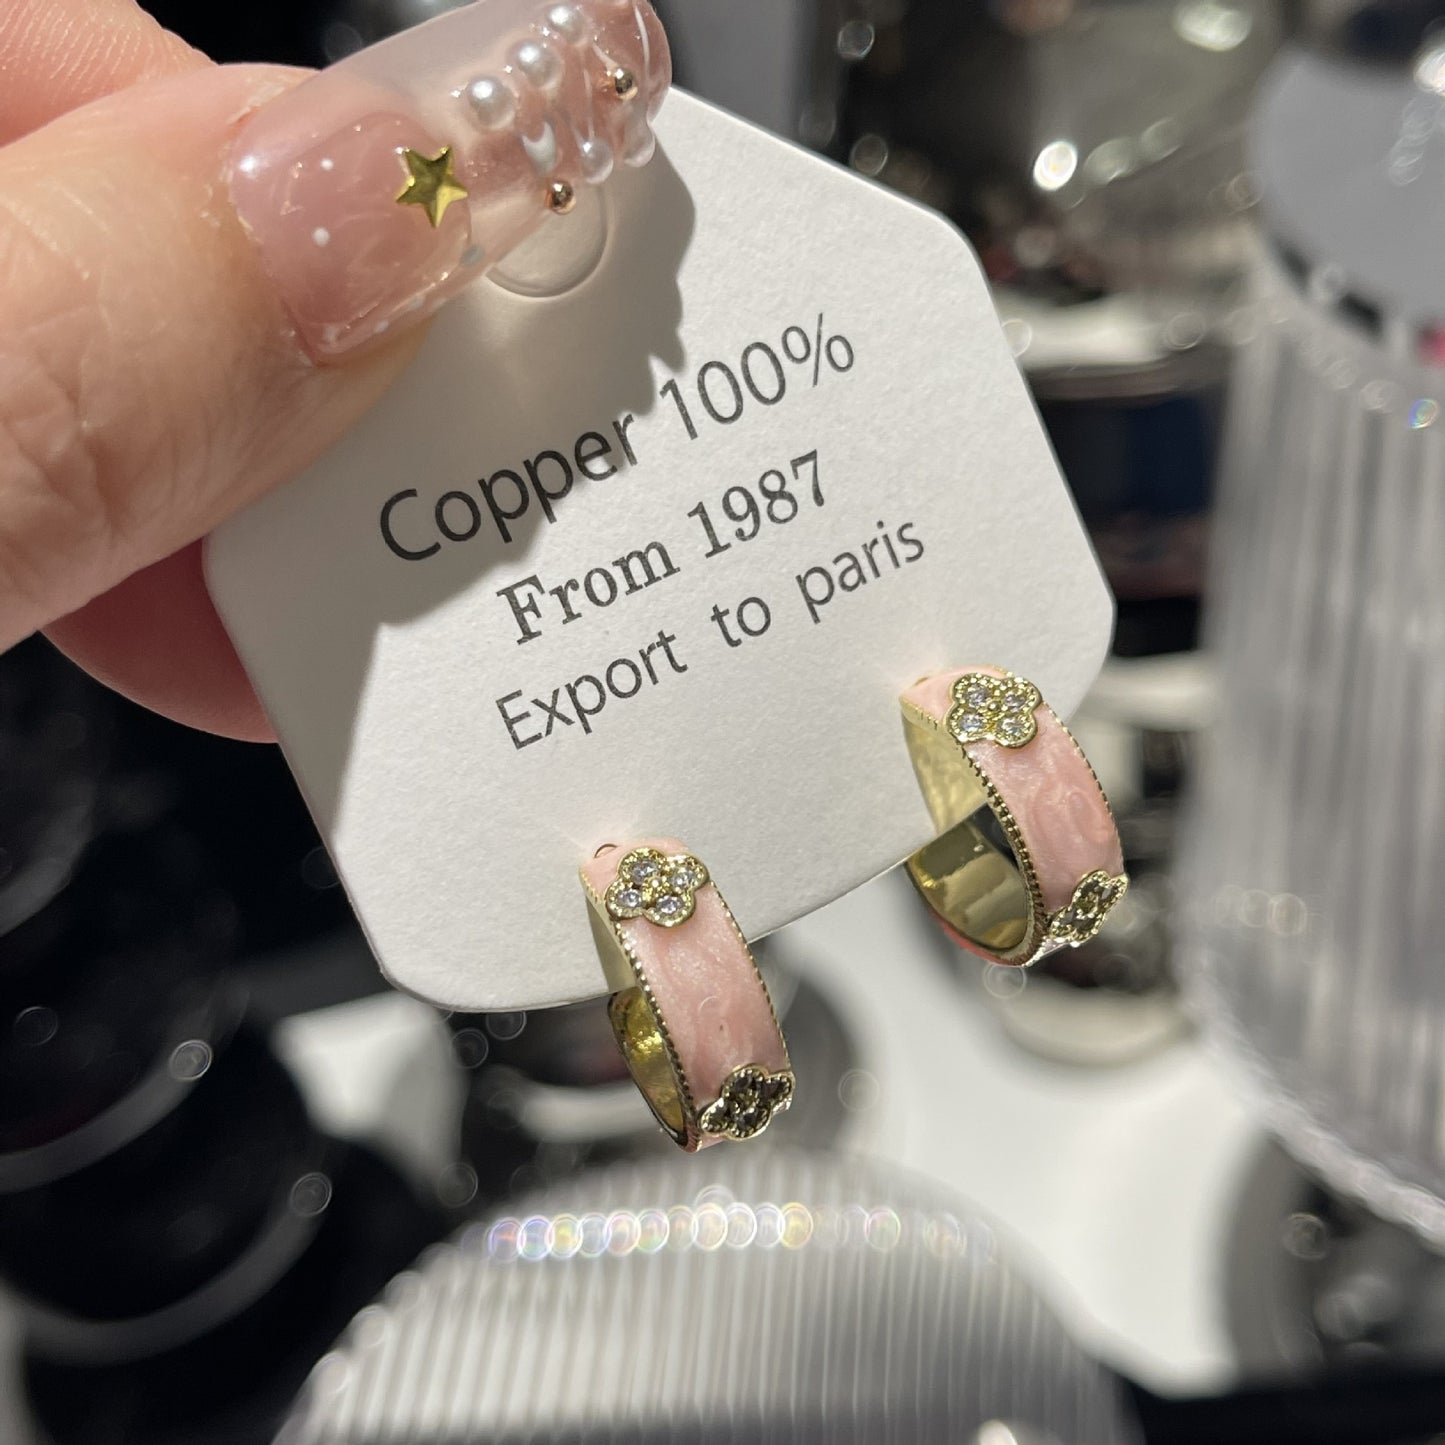 Copper 100%
From 1987
Export to paris